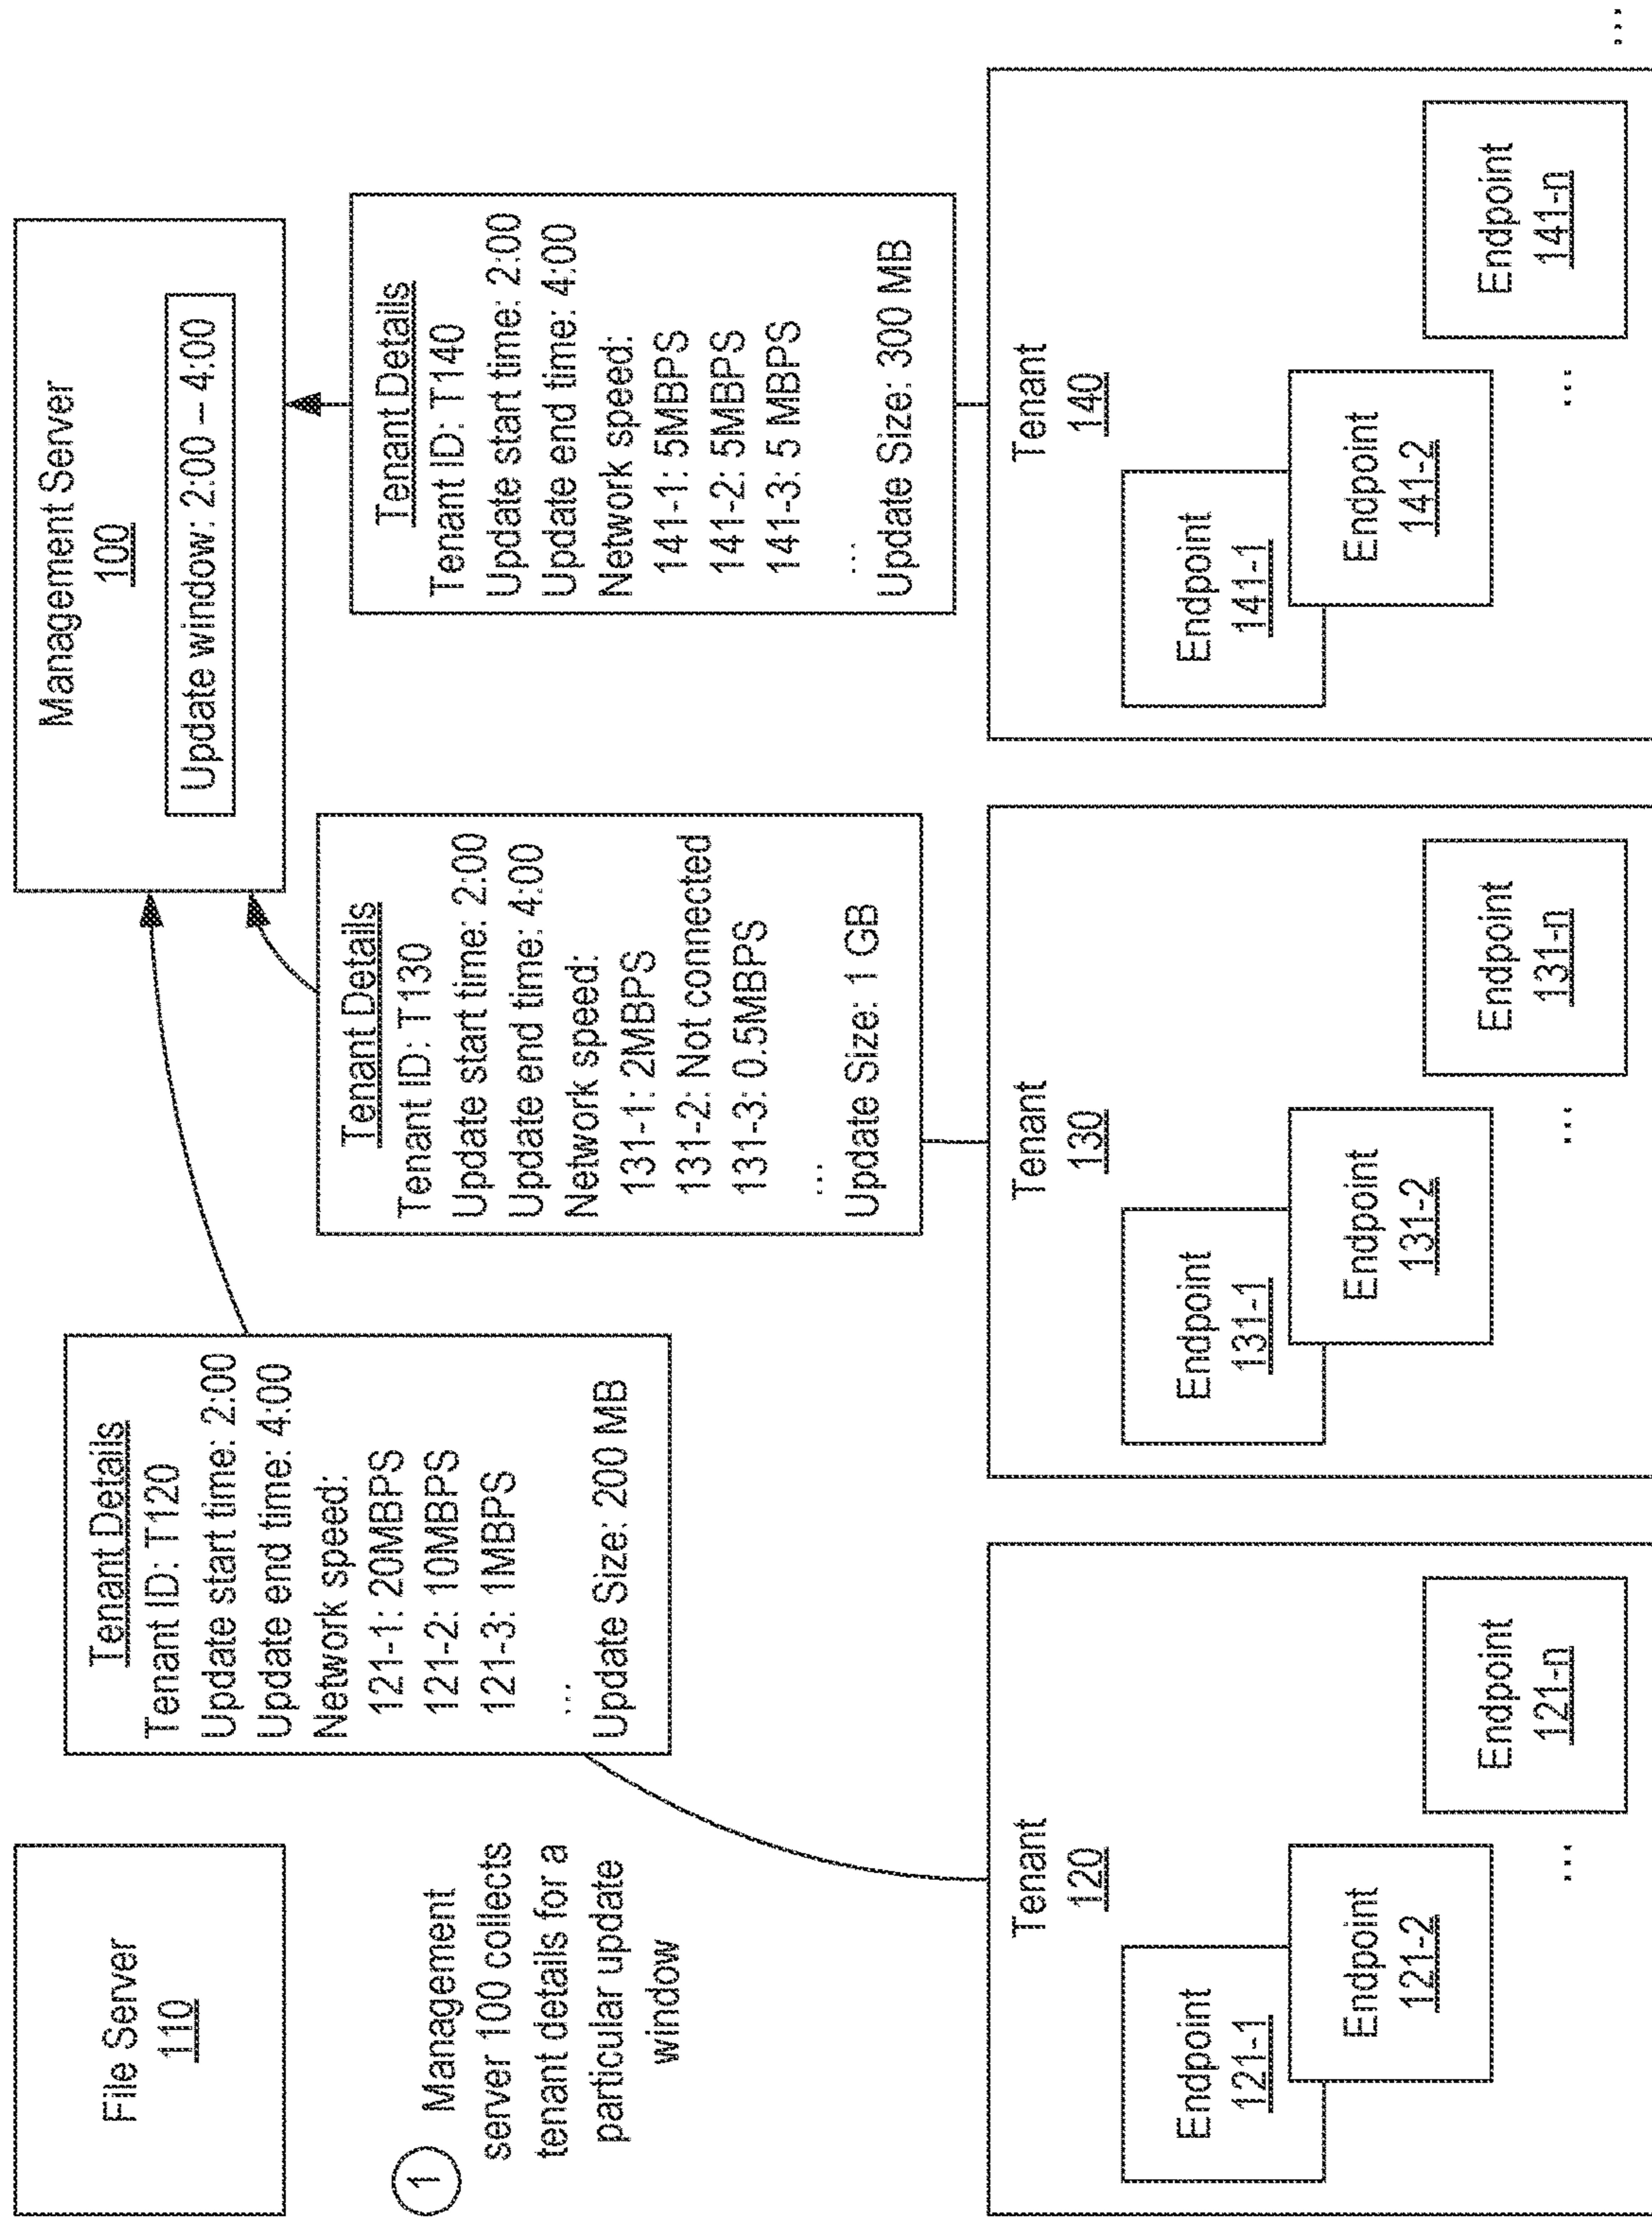 File Server
110
Management Server
100
Update window: 2:00 – 4:00
1
Management
server 100 collects
tenant details for a
particular update
window
Tenant Details
Tenant ID: T120
Update start time: 2:00
Update end time: 4:00
Network speed:
121-1: 20MBPS
121-2: 10MBPS
121-3: 1MBPS
...
Update Size: 200 MB
Tenant Details
Tenant ID: T130
Update start time: 2:00
Update end time: 4:00
Network speed:
131-1: 2MBPS
131-2: Not connected
131-3: 0.5MBPS
...
Update Size: 1 GB
Tenant Details
Tenant ID: T140
Update start time: 2:00
Update end time: 4:00
Network speed:
141-1: 5MBPS
141-2: 5MBPS
141-3: 5 MBPS
...
Update Size: 300 MB
Tenant
120
Endpoint
121-1
Endpoint
121-2
...
Endpoint
121-n
Tenant
130
Endpoint
131-1
Endpoint
131-2
...
Endpoint
131-n
Tenant
140
Endpoint
141-1
Endpoint
141-2
...
Endpoint
141-n
...